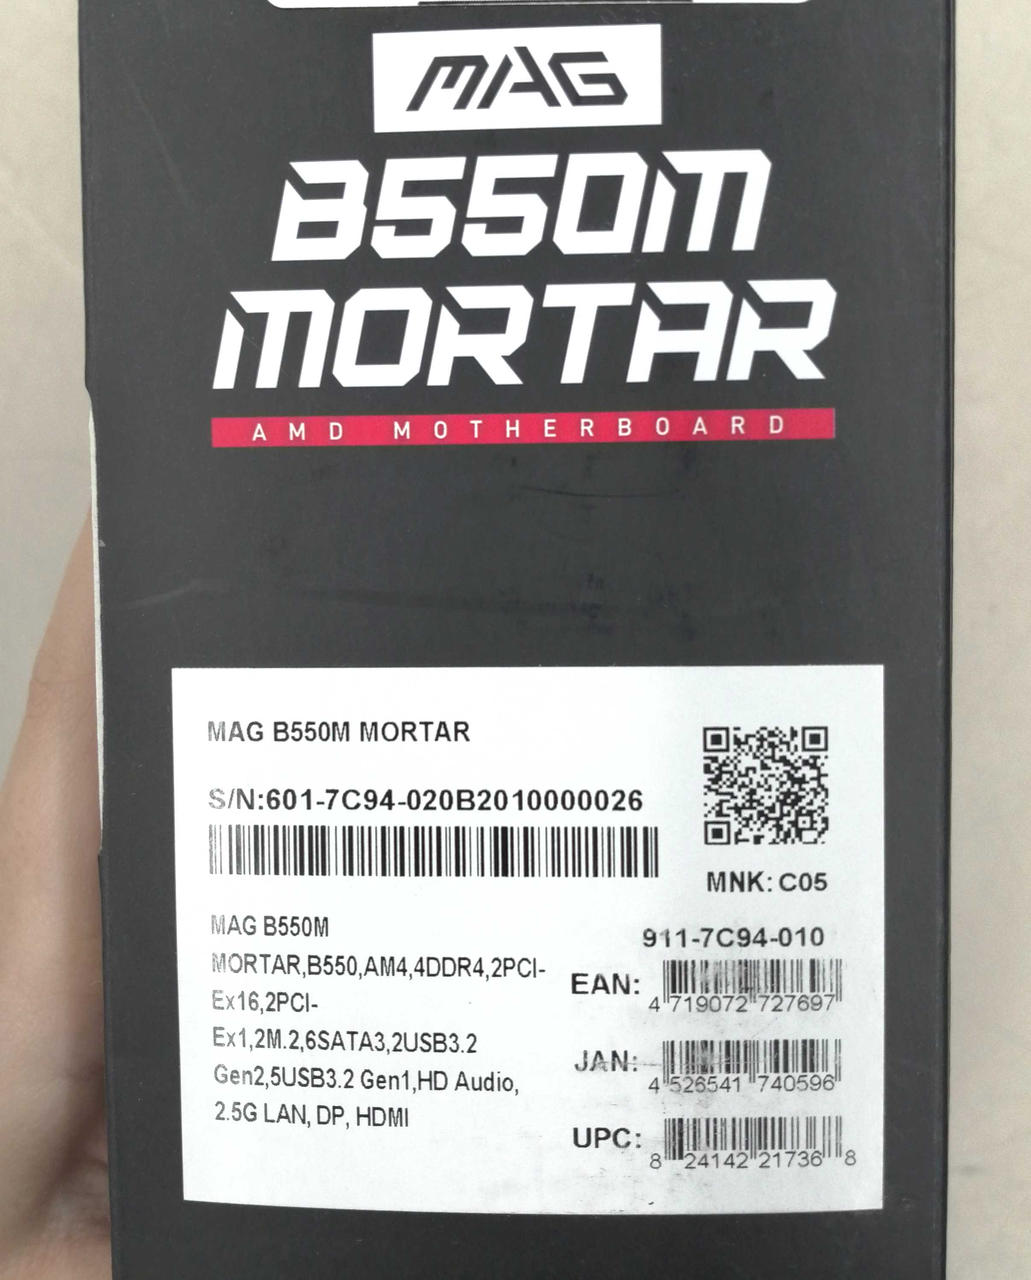 MAG
B550M
MORTAR
AMD MOTHERBOARD
MAG B550M MORTAR
S/N:601-7C94-020B2010000026
MNK: C05
MAG B550M
MORTAR,B550,AM4,4DDR4,2PCI-
Ex16,2PCI-
Ex1,2M.2,6SATA3,2USB3.2
Gen2,5USB3.2 Gen1,HD Audio,
2.5G LAN, DP, HDMI
911-7C94-010
EAN:
4 719072 727697
JAN:
4 526541 740596
UPC:
8 24142 21736 8